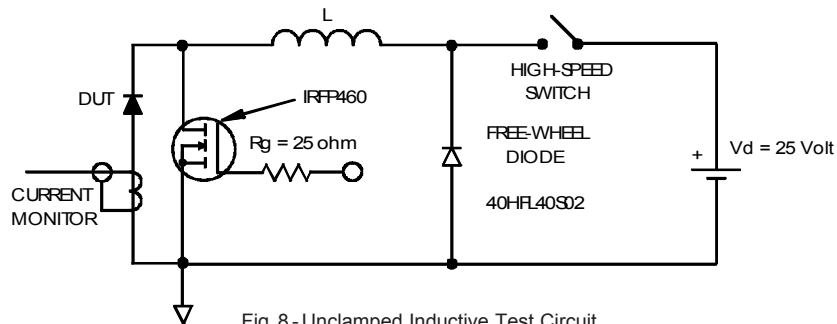 L
HIGH-SPEED
SWITCH
DUT
IRFP460
Rg = 25 ohm
FREE-WHEEL
DIODE
+
Vd = 25 Volt
40HFL40S02
CURRENT
MONITOR
Fig. 8 - Unclamped Inductive Test Circuit